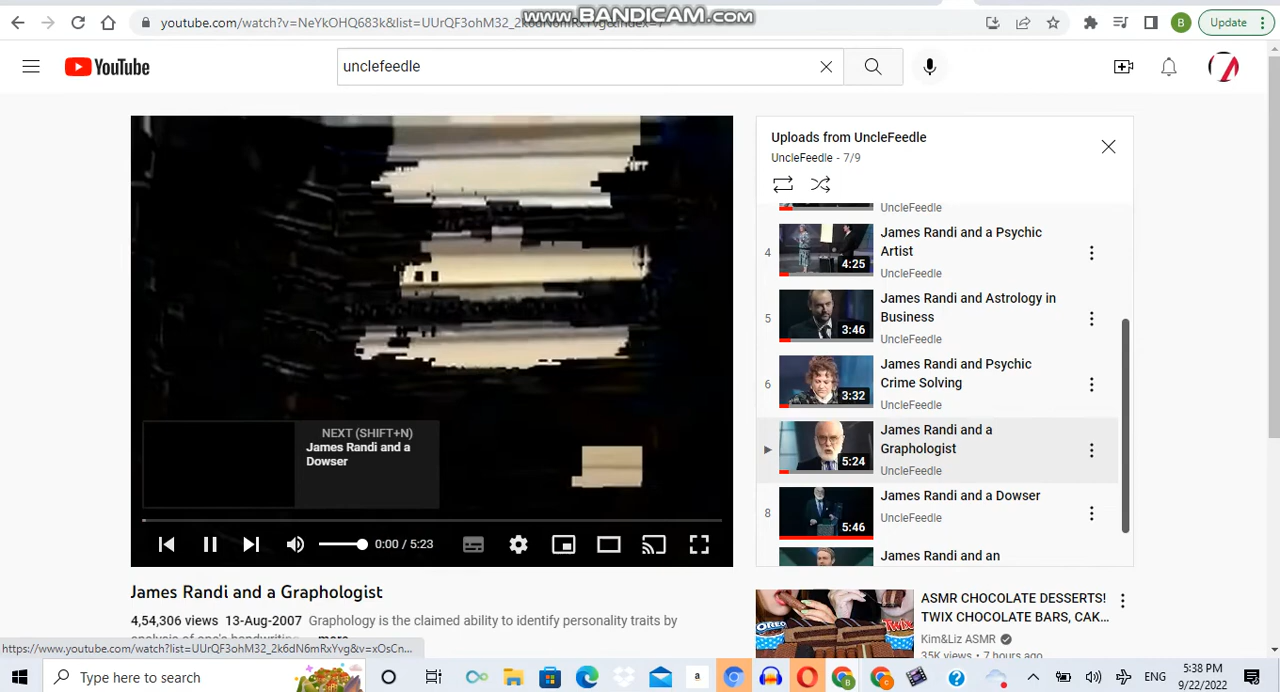 www.BANDICAM.com
youtube.com/watch?v=NeYkOHQ683k&list=UUrQF3ohM32_2k6dN6mRxYvg&index=7
B
Update
YouTube
unclefeedle
Uploads from UncleFeedle
UncleFeedle - 7/9
UncleFeedle
4
4:25
James Randi and a Psychic
Artist
UncleFeedle
5
3:46
James Randi and Astrology in
Business
UncleFeedle
6
3:32
James Randi and Psychic
Crime Solving
UncleFeedle
5:24
James Randi and a
Graphologist
UncleFeedle
8
5:46
James Randi and a Dowser
UncleFeedle
James Randi and an
NEXT (SHIFT+N)
James Randi and a
Dowser
0:00 / 5:23
James Randi and a Graphologist
4,54,306 views 13-Aug-2007 Graphology is the claimed ability to identify personality traits by
analysis of one's handwriting. ...more
ASMR CHOCOLATE DESSERTS!
TWIX CHOCOLATE BARS, CAK...
Kim&Liz ASMR
35K views • 7 hours ago
OREO
TWIX
https://www.youtube.com/watch?list=UUrQF3ohM32_2k6dN6mRxYvg&v=xOsCn...
Type here to search
a
B
C
ENG
5:38 PM
9/22/2022